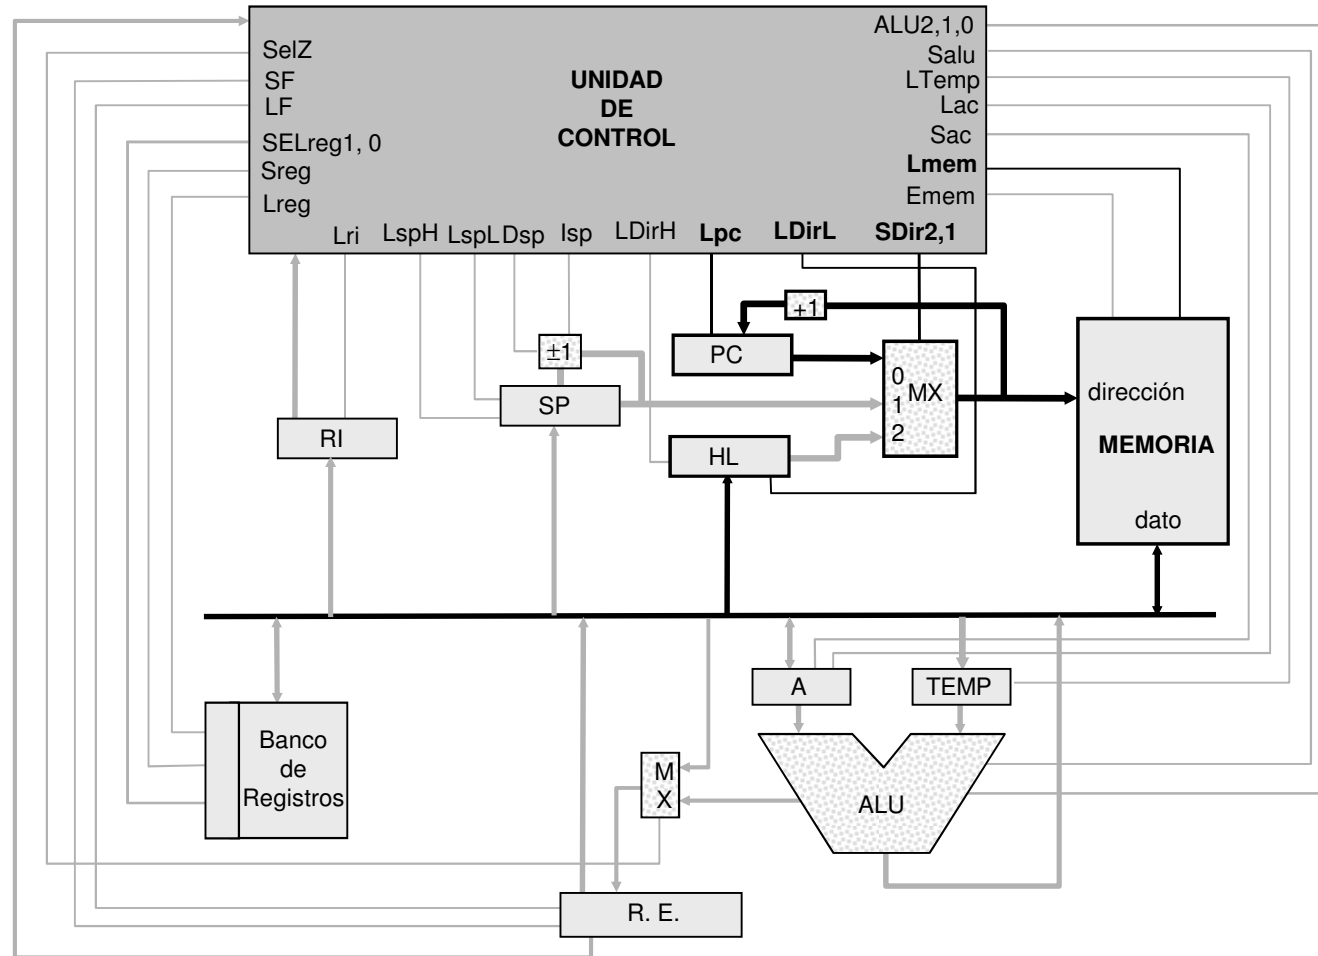 ALU2,1,0
SelZ
Salu
UNIDAD
DE
CONTROL
SF
LTemp
LF
Lac
SELreg1, 0
Sac
Sreg
Lmem
Lreg
Emem
Lri
LspH
LspL
Dsp
Isp
LDirH
Lpc
LDirL
SDir2,1
+1
±1
PC
0
1
2
MX
dirección
MEMORIA
dato
SP
RI
HL
A
TEMP
Banco
de
Registros
M
X
ALU
R. E.